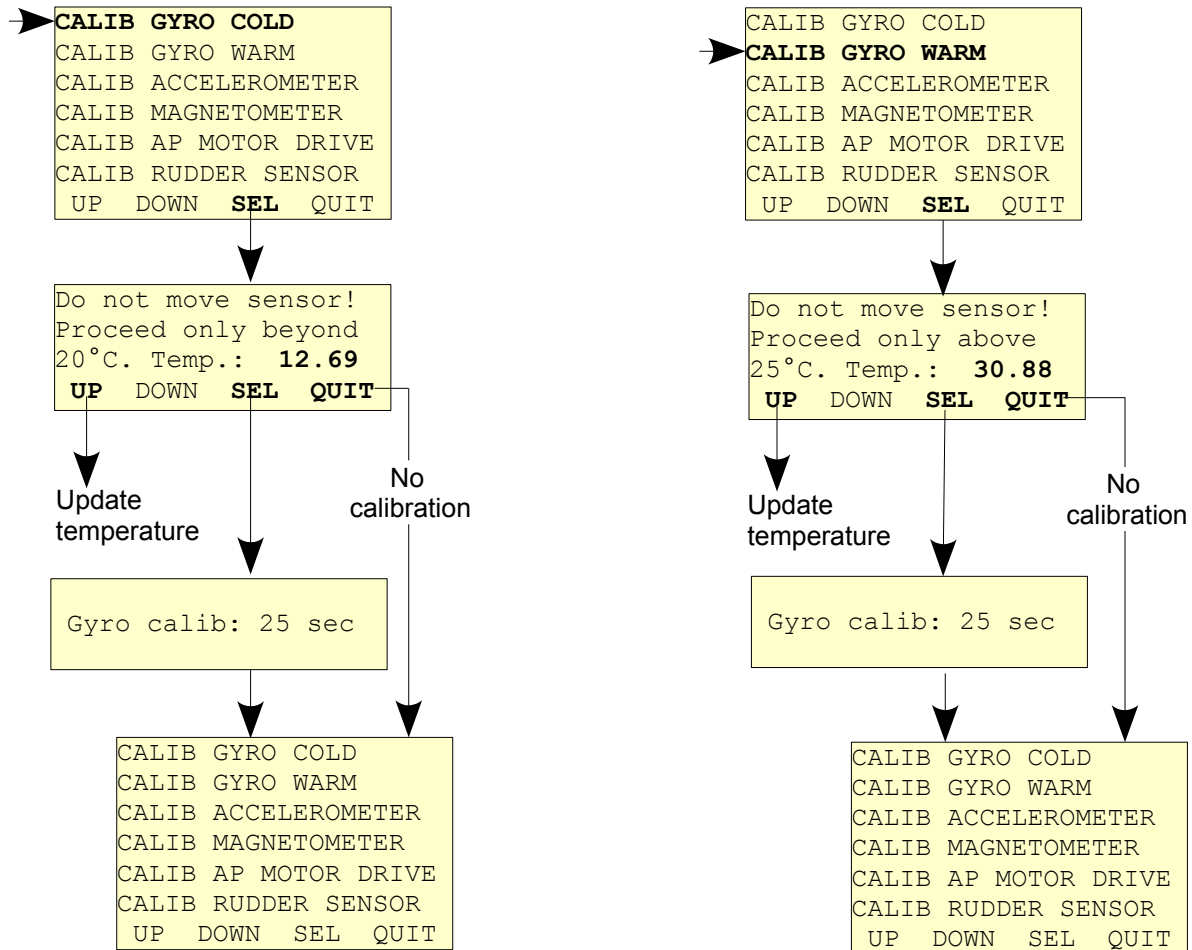 CALIB GYRO COLD
CALIB GYRO WARM
CALIB ACCELEROMETER
CALIB MAGNETOMETER
CALIB AP MOTOR DRIVE
CALIB RUDDER SENSOR
UP DOWN SEL QUIT
Do not move sensor!
Proceed only beyond
20°C. Temp.: 12.69
UP DOWN SEL QUIT
Update
temperature
No
calibration
Gyro calib: 25 sec
CALIB GYRO COLD
CALIB GYRO WARM
CALIB ACCELEROMETER
CALIB MAGNETOMETER
CALIB AP MOTOR DRIVE
CALIB RUDDER SENSOR
UP DOWN SEL QUIT
CALIB GYRO COLD
CALIB GYRO WARM
CALIB ACCELEROMETER
CALIB MAGNETOMETER
CALIB AP MOTOR DRIVE
CALIB RUDDER SENSOR
UP DOWN SEL QUIT
Do not move sensor!
Proceed only above
25°C. Temp.: 30.88
UP DOWN SEL QUIT
Update
temperature
No
calibration
Gyro calib: 25 sec
CALIB GYRO COLD
CALIB GYRO WARM
CALIB ACCELEROMETER
CALIB MAGNETOMETER
CALIB AP MOTOR DRIVE
CALIB RUDDER SENSOR
UP DOWN SEL QUIT